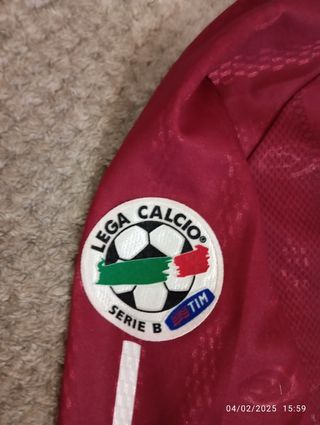 LEGA CALCIO®
SERIE B
TIM
04/02/2025 15:59